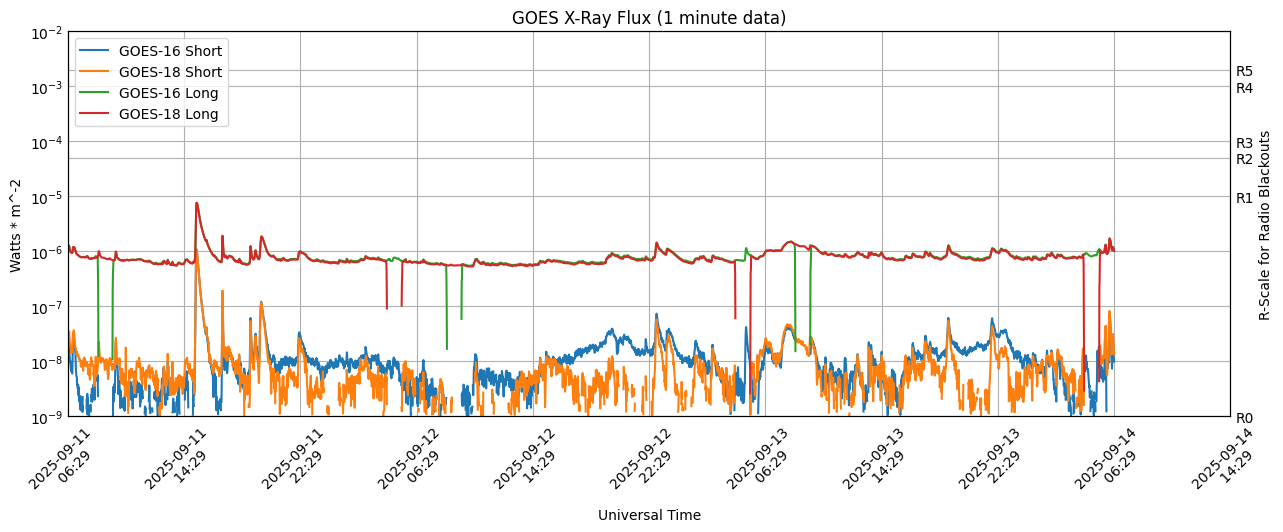 GOES X-Ray Flux (1 minute data)
GOES-16 Short
GOES-18 Short
GOES-16 Long
GOES-18 Long
10⁻²
10⁻³
10⁻⁴
10⁻⁵
10⁻⁶
10⁻⁷
10⁻⁸
10⁻⁹
Watts * m^-2
R5
R4
R3
R2
R1
R0
R-Scale for Radio Blackouts
2025-09-11
06:29
2025-09-11
14:29
2025-09-11
22:29
2025-09-12
06:29
2025-09-12
14:29
2025-09-12
22:29
2025-09-13
06:29
2025-09-13
14:29
2025-09-13
22:29
2025-09-14
06:29
2025-09-14
14:29
Universal Time